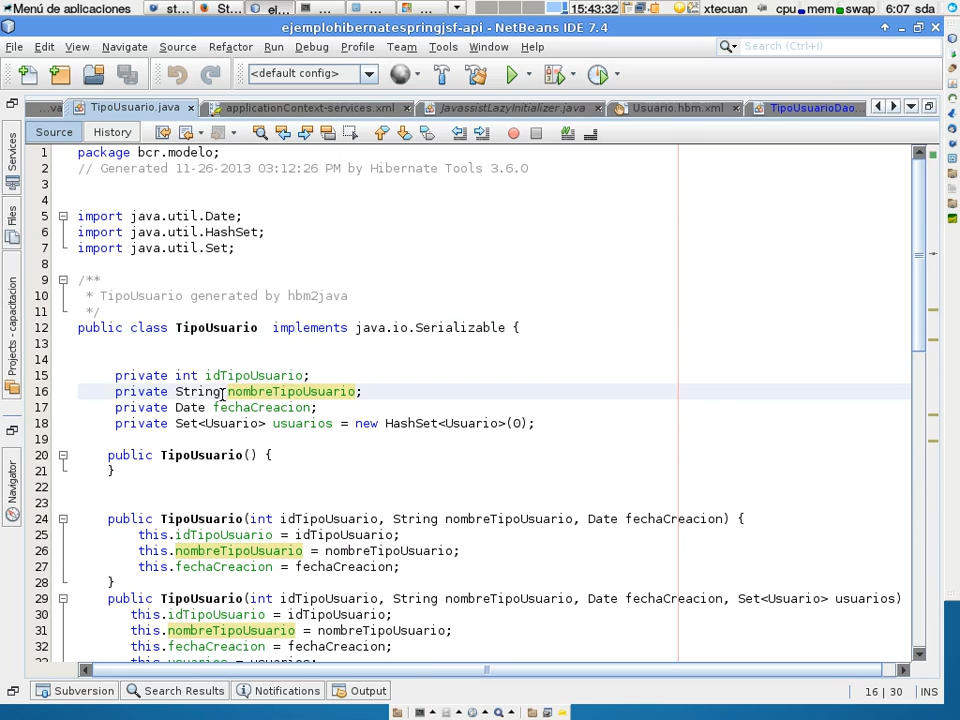 Menú de aplicaciones
st...
St...
ej...
15:43:32
xtecuan
cpu
mem
swap
6:07 sda
ejemplohibernatespringjsf-api - NetBeans IDE 7.4
File Edit View Navigate Source Refactor Run Debug Profile Team Tools Window Help
Search (Ctrl+I)
<default config>
...va
TipoUsuario.java
applicationContext-services.xml
JavassistLazyInitializer.java
Usuario.hbm.xml
TipoUsuarioDao...
Source
History
Services
Files
Projects - capacitacion
Navigator
1 package bcr.modelo;
2 // Generated 11-26-2013 03:12:26 PM by Hibernate Tools 3.6.0
3
4
5 import java.util.Date;
6 import java.util.HashSet;
7 import java.util.Set;
8
9 /**
10 * TipoUsuario generated by hbm2java
11 */
12 public class TipoUsuario  implements java.io.Serializable {
13
14
15 private int idTipoUsuario;
16 private String nombreTipoUsuario;
17 private Date fechaCreacion;
18 private Set<Usuario> usuarios = new HashSet<Usuario>(0);
19
20 public TipoUsuario() {
21 }
22
23
24 public TipoUsuario(int idTipoUsuario, String nombreTipoUsuario, Date fechaCreacion) {
25 this.idTipoUsuario = idTipoUsuario;
26 this.nombreTipoUsuario = nombreTipoUsuario;
27 this.fechaCreacion = fechaCreacion;
28 }
29 public TipoUsuario(int idTipoUsuario, String nombreTipoUsuario, Date fechaCreacion, Set<Usuario> usuarios)
30 this.idTipoUsuario = idTipoUsuario;
31 this.nombreTipoUsuario = nombreTipoUsuario;
32 this.fechaCreacion = fechaCreacion;
this.usuarios = usuarios;
Subversion
Search Results
Notifications
Output
16 | 30
INS